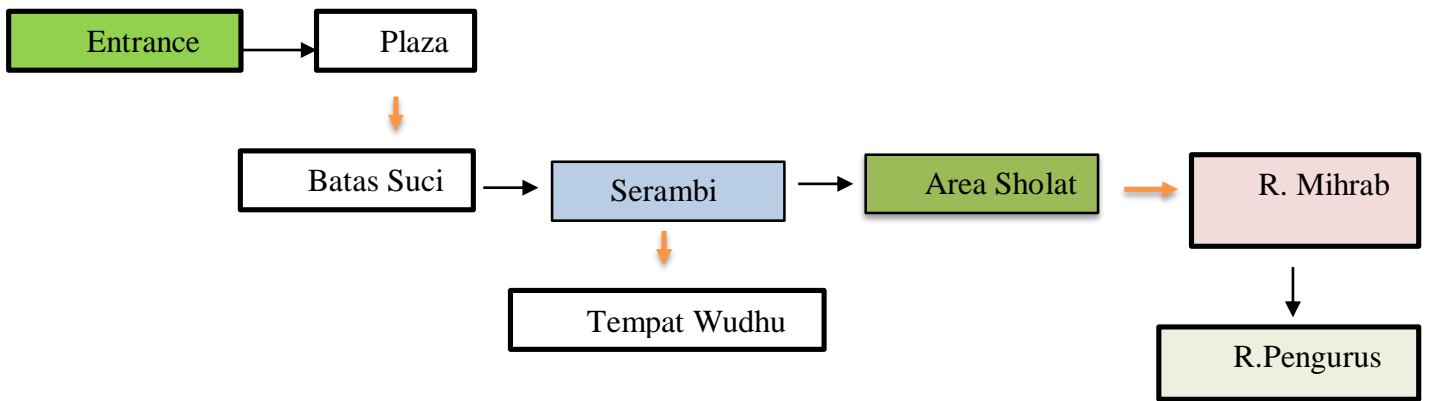 Entrance
Plaza
Batas Suci
Serambi
Area Sholat
R. Mihrab
Tempat Wudhu
R.Pengurus